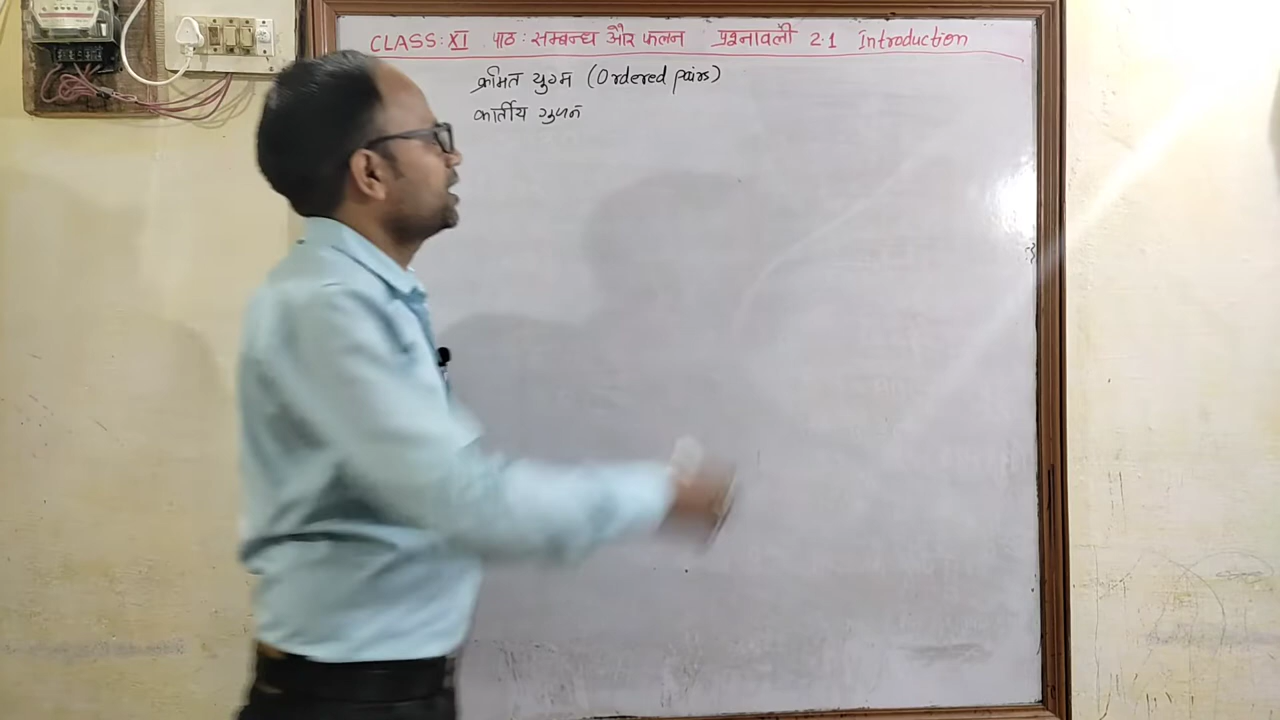 CLASS: XI पाठ : सम्बन्ध और फलन प्रश्नावली 2.1 Introduction
क्रमित युग्म (Ordered pairs)
कार्तीय गुणन